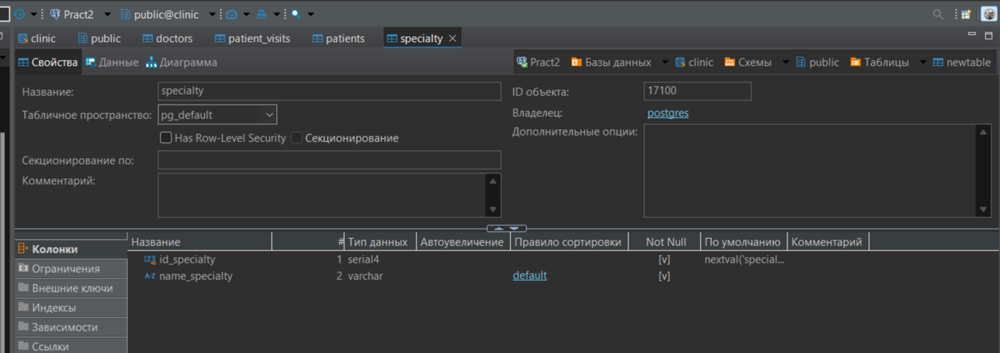 Pract2 public@clinic
clinic public doctors patient_visits patients specialty
Свойства Данные Диаграмма Pract2 Базы данных clinic Схемы public Таблицы newtable
Название: specialty ID объекта: 17100
Табличное пространство: pg_default Владелец: postgres
Has Row-Level Security Секционирование Дополнительные опции:
Секционирование по:
Комментарий:
Название # Тип данных Автоувеличение Правило сортировки Not Null По умолчанию Комментарий
Колонки
123 id_specialty 1 serial4 [v] nextval('special...
Ограничения
A-Z name_specialty 2 varchar default [v]
Внешние ключи
Индексы
Зависимости
Ссылки